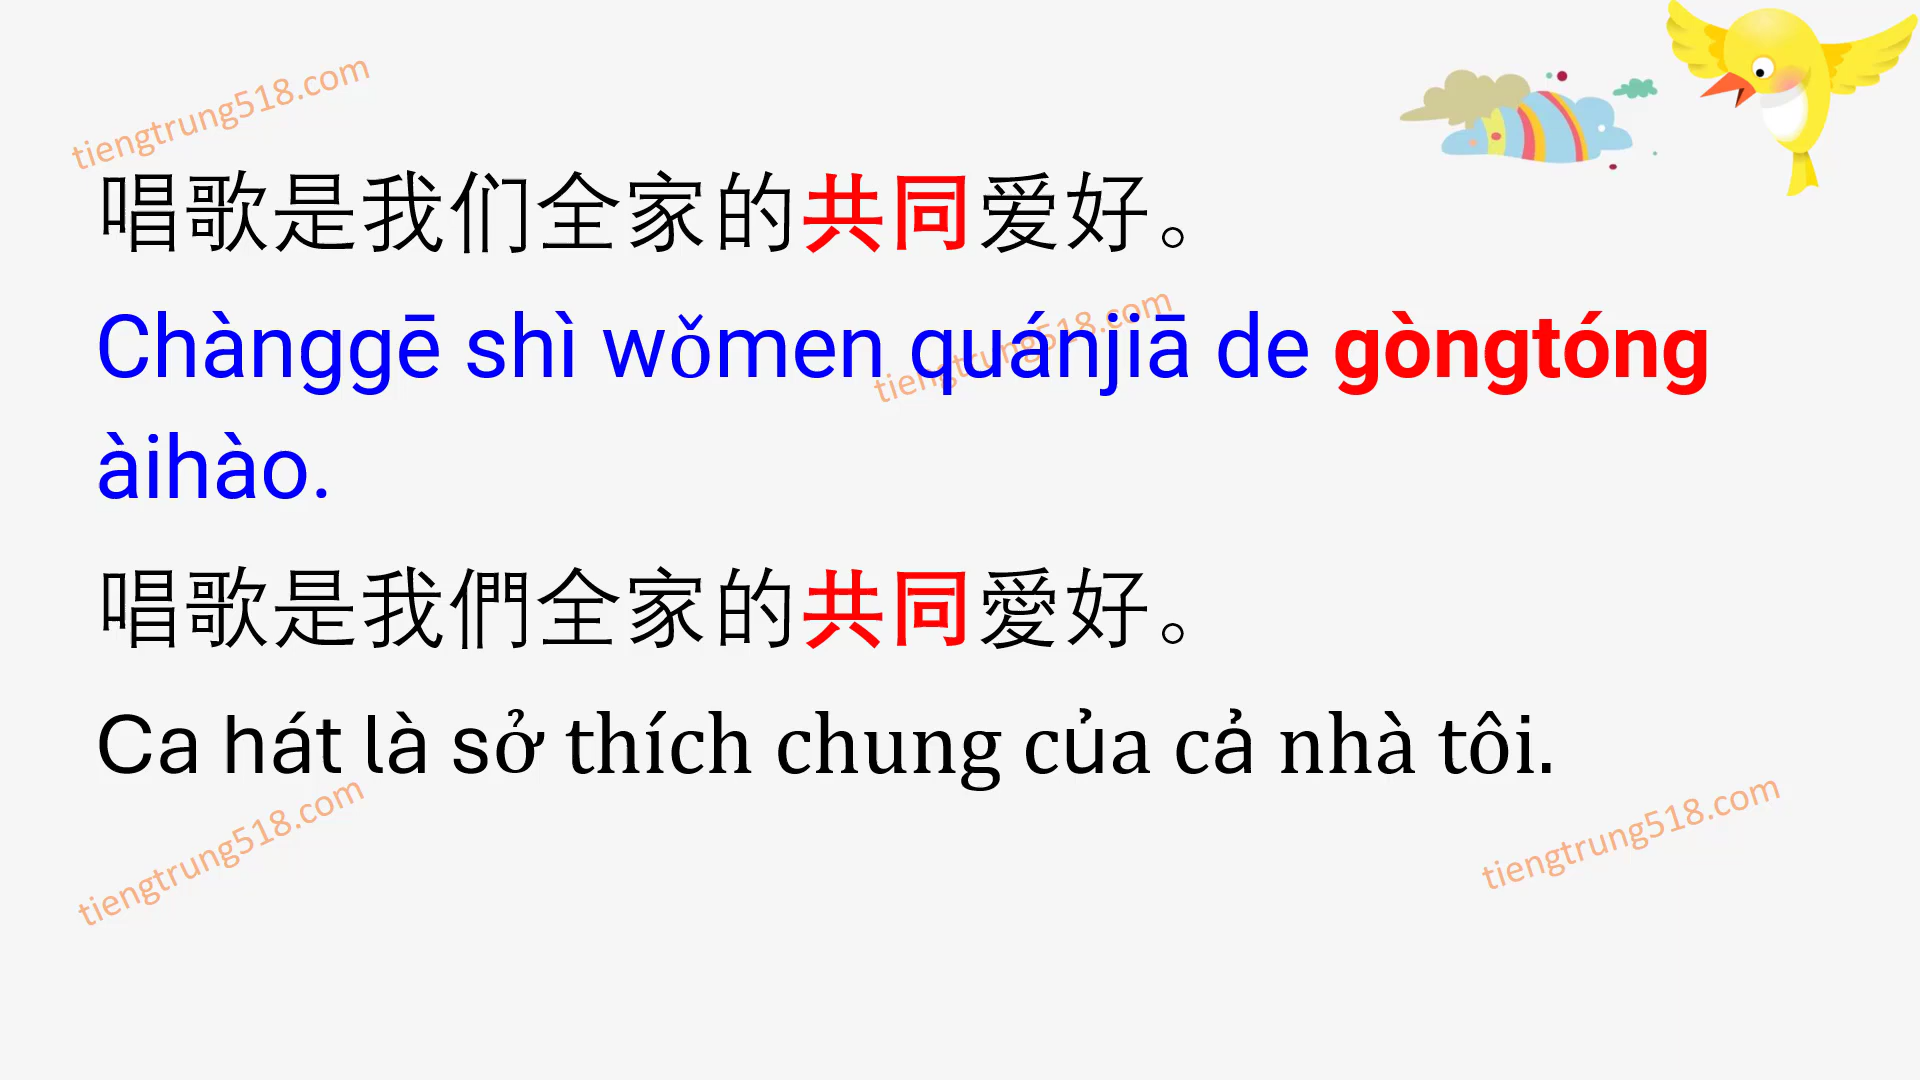 tiengtrung518.com
唱歌是我们全家的共同爱好。
tiengtrung518.com
Chànggē shì wǒmen quánjiā de gòngtóng
àihào.
唱歌是我們全家的共同愛好。
Ca hát là sở thích chung của cả nhà tôi.
tiengtrung518.com
tiengtrung518.com